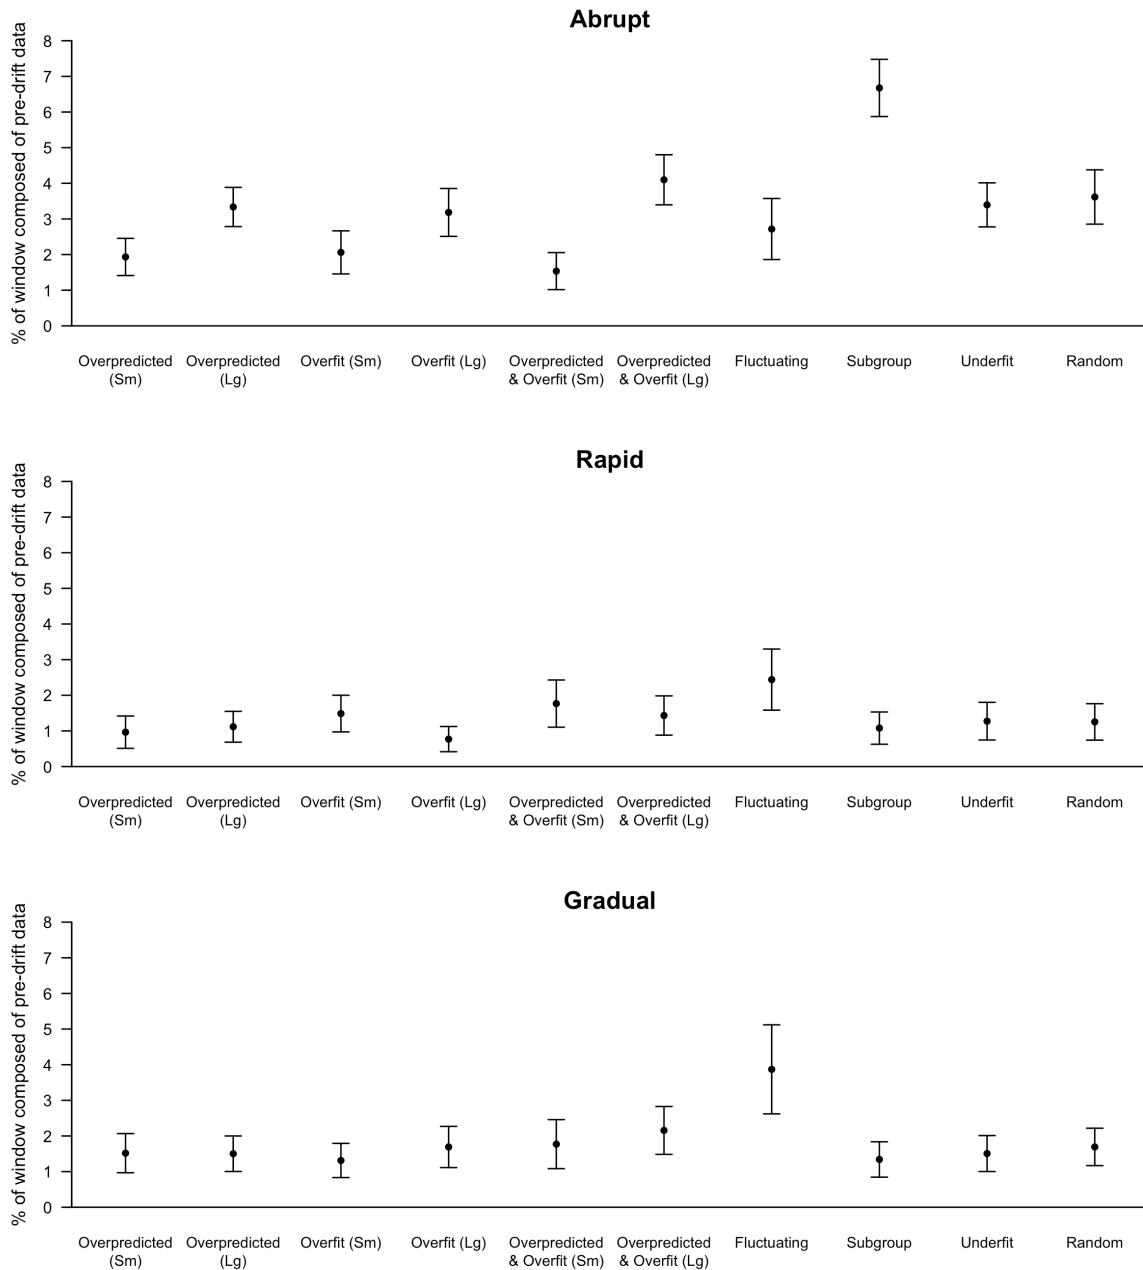 Abrupt
% of window composed of pre-drift data
8
7
6
5
4
3
2
1
0
Overpredicted (Sm)
Overpredicted (Lg)
Overfit (Sm)
Overfit (Lg)
Overpredicted & Overfit (Sm)
Overpredicted & Overfit (Lg)
Fluctuating
Subgroup
Underfit
Random
Rapid
% of window composed of pre-drift data
8
7
6
5
4
3
2
1
0
Overpredicted (Sm)
Overpredicted (Lg)
Overfit (Sm)
Overfit (Lg)
Overpredicted & Overfit (Sm)
Overpredicted & Overfit (Lg)
Fluctuating
Subgroup
Underfit
Random
Gradual
% of window composed of pre-drift data
8
7
6
5
4
3
2
1
0
Overpredicted (Sm)
Overpredicted (Lg)
Overfit (Sm)
Overfit (Lg)
Overpredicted & Overfit (Sm)
Overpredicted & Overfit (Lg)
Fluctuating
Subgroup
Underfit
Random